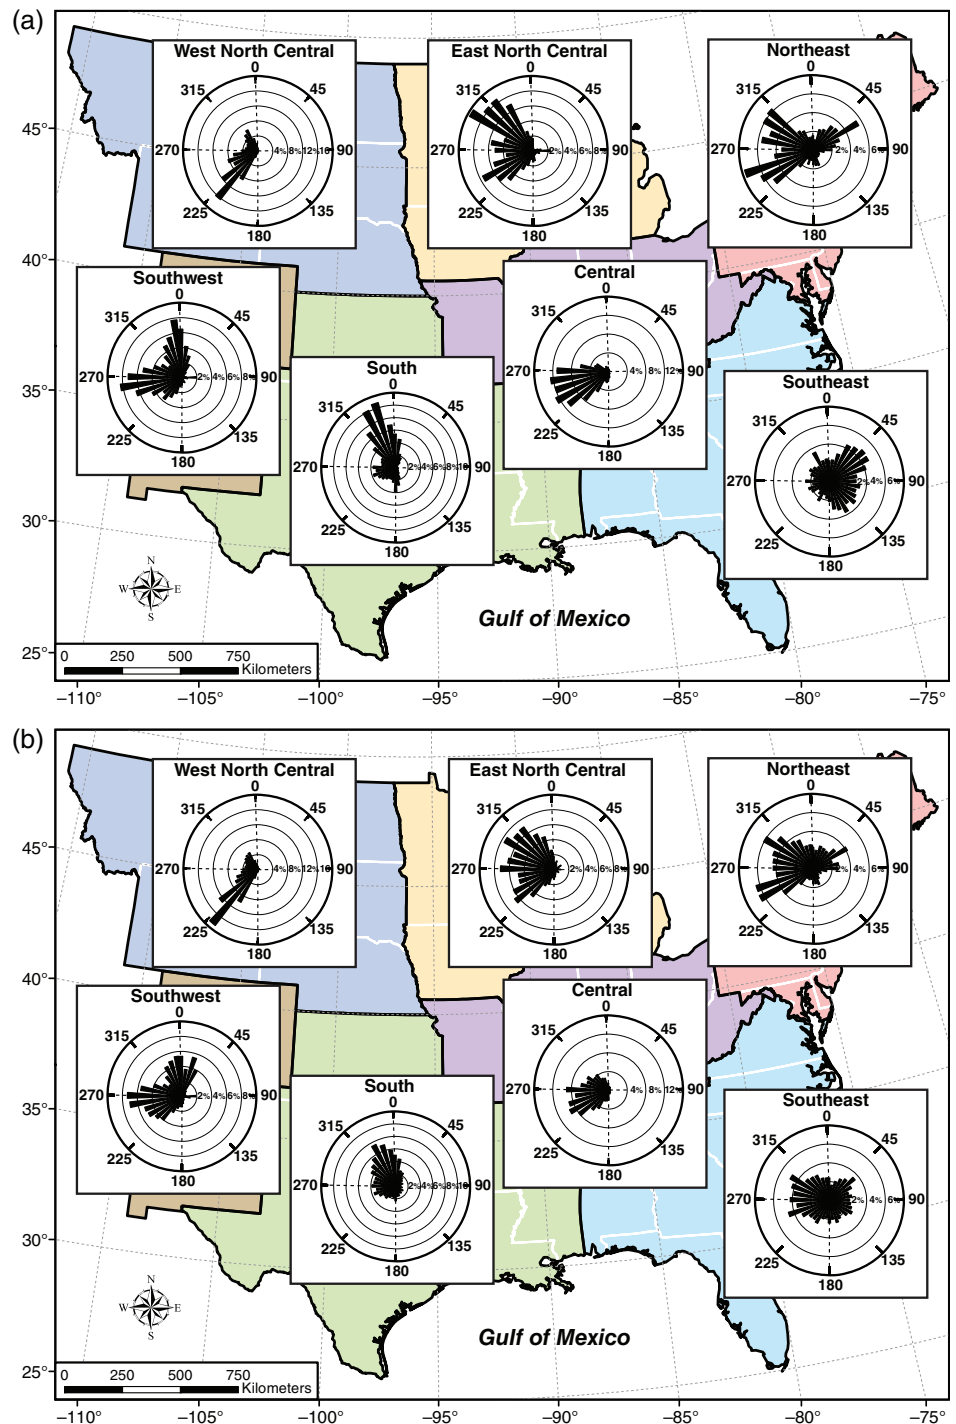 (a)
West North Central
0
45
4% 8% 12% 16
90
135
180
225
270
315
East North Central
0
45
2% 4% 6% 8%
90
135
180
225
270
315
Northeast
0
45
2% 4% 6%
90
135
180
225
270
315
Southwest
0
45
2% 4% 6% 8%
90
135
180
225
270
315
South
0
45
2% 4% 6% 8% 10
90
135
180
225
270
315
Central
0
45
4% 8% 12%
90
135
180
225
270
315
Southeast
0
45
2% 4% 6%
90
135
180
225
270
315
45°
40°
35°
30°
25°
N
W E
S
Gulf of Mexico
0 250 500 750
Kilometers
−110° −105° −100° −95° −90° −85° −80° −75°
(b)
West North Central
0
45
4% 8% 12% 16
90
135
180
225
270
315
East North Central
0
45
2% 4% 6% 8%
90
135
180
225
270
315
Northeast
0
45
2% 4% 6%
90
135
180
225
270
315
Southwest
0
45
2% 4% 6% 8%
90
135
180
225
270
315
South
0
45
2% 4% 6% 8% 10
90
135
180
225
270
315
Central
0
45
4% 8% 12%
90
135
180
225
270
315
Southeast
0
45
2% 4% 6%
90
135
180
225
270
315
45°
40°
35°
30°
25°
N
W E
S
Gulf of Mexico
0 250 500 750
Kilometers
−110° −105° −100° −95° −90° −85° −80° −75°